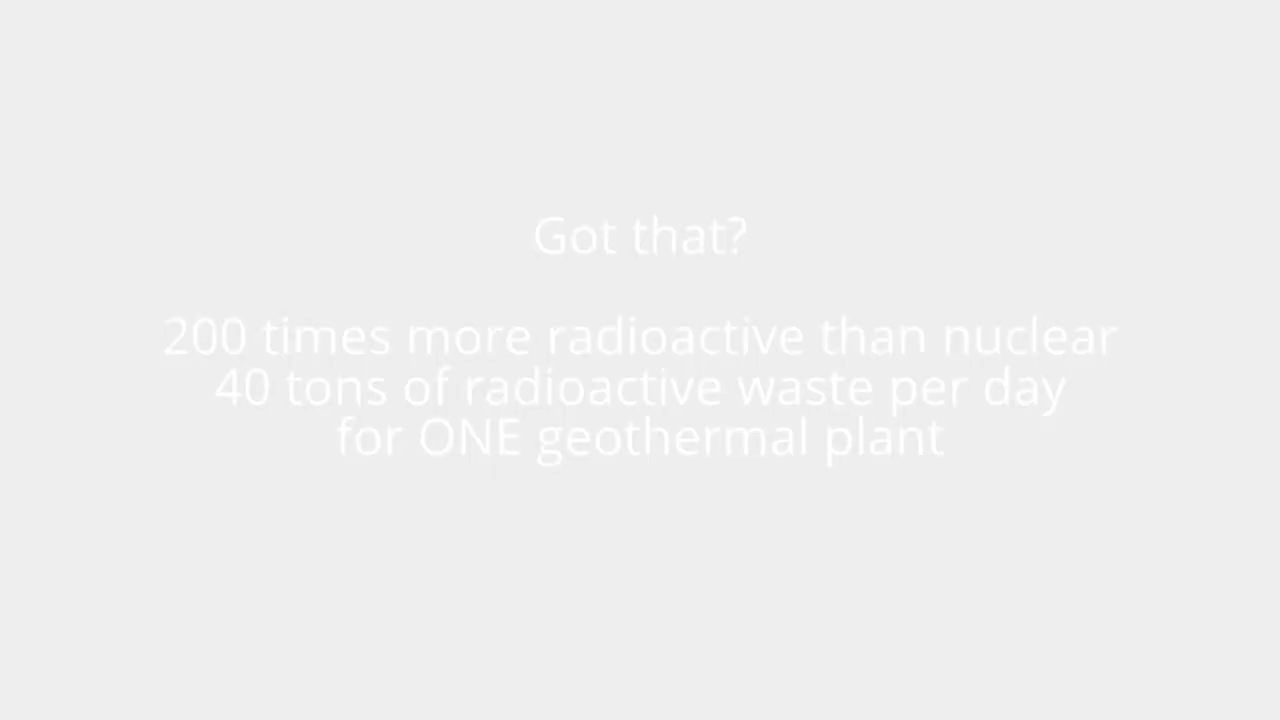 Got that?
200 times more radioactive than nuclear
40 tons of radioactive waste per day
for ONE geothermal plant